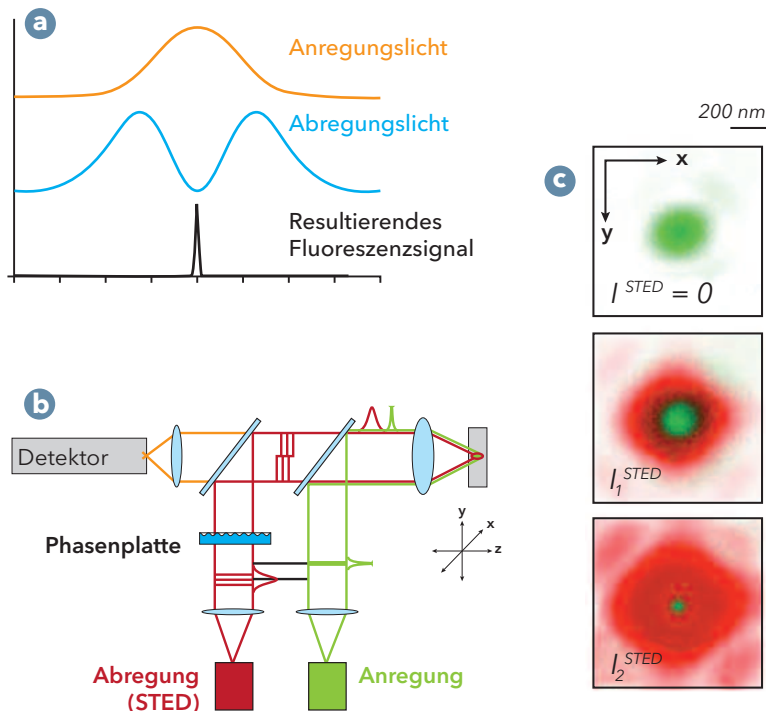 a
Anregungslicht
Abregungslicht
Resultierendes
Fluoreszenzsignal
b
Detektor
Phasenplatte
y
x
z
Abregung
(STED)
Anregung
200 nm
c
x
y
I STED = 0
I1 STED
I2 STED